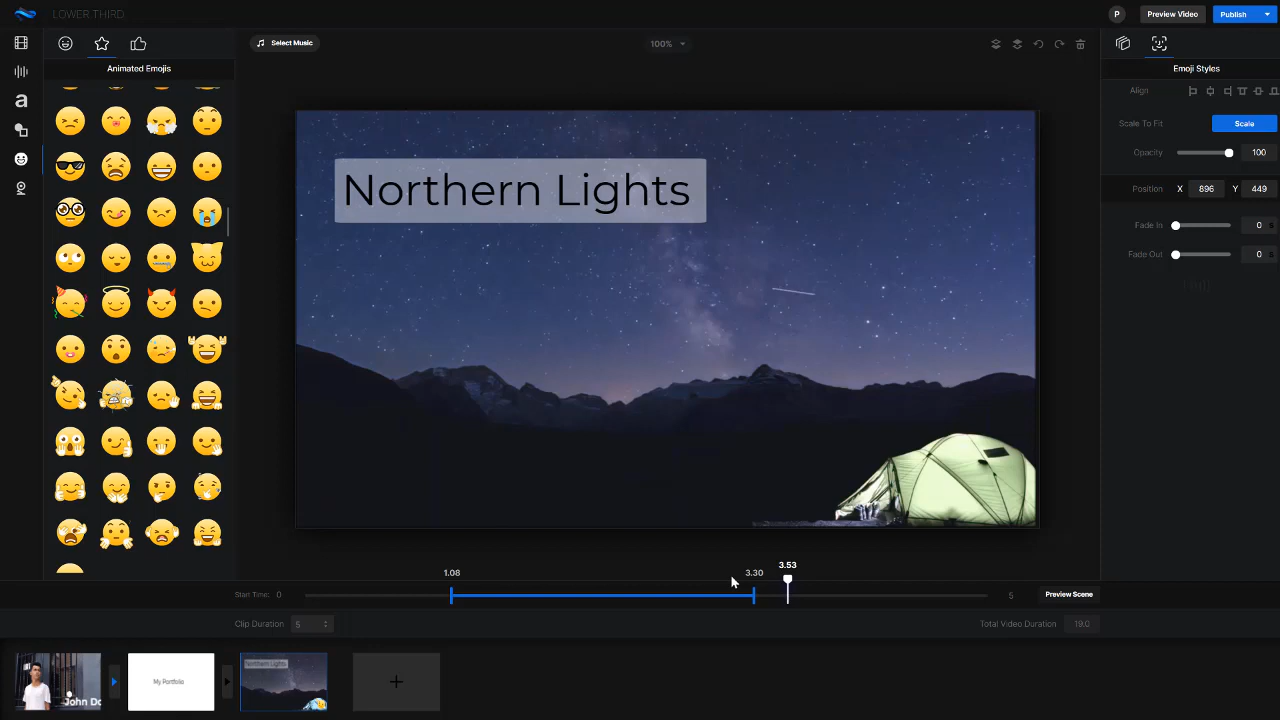 LOWER THIRD
P
Preview Video
Publish
Select Music
100%
Animated Emojis
Emoji Styles
Align
Scale To Fit
Scale
Opacity
100
Position
X
896
Y
449
Fade In
0
Fade Out
0
Northern Lights
1.08
3.30
3.53
Start Time:
0
5
Preview Scene
Clip Duration
5
Total Video Duration
19.0
John Do
My Portfolio
Northern Lights
+